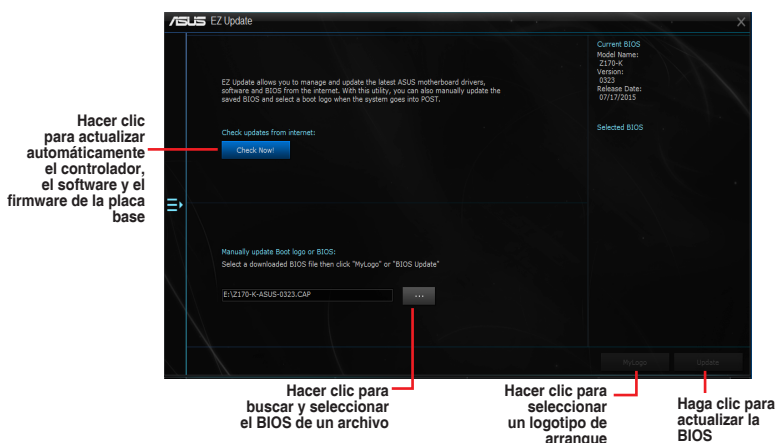 ASUS EZ Update
EZ Update allows you to manage and update the latest ASUS motherboard drivers,
software and BIOS from the internet. With this utility, you can also manually update the
saved BIOS and select a boot logo when the system goes into POST.
Check updates from internet:
Check Now!
Manually update Boot logo or BIOS:
Select a downloaded BIOS file then click "MyLogo" or "BIOS Update"
E:\Z170-K-ASUS-0323.CAP
...
Current BIOS
Model Name:
Z170-K
Version:
0323
Release Date:
07/17/2015
Selected BIOS
MyLogo
Update
Hacer clic
para actualizar
automáticamente
el controlador,
el software y el
firmware de la placa
base
Hacer clic para
buscar y seleccionar
el BIOS de un archivo
Hacer clic para
seleccionar
un logotipo de
arranque
Haga clic para
actualizar la
BIOS